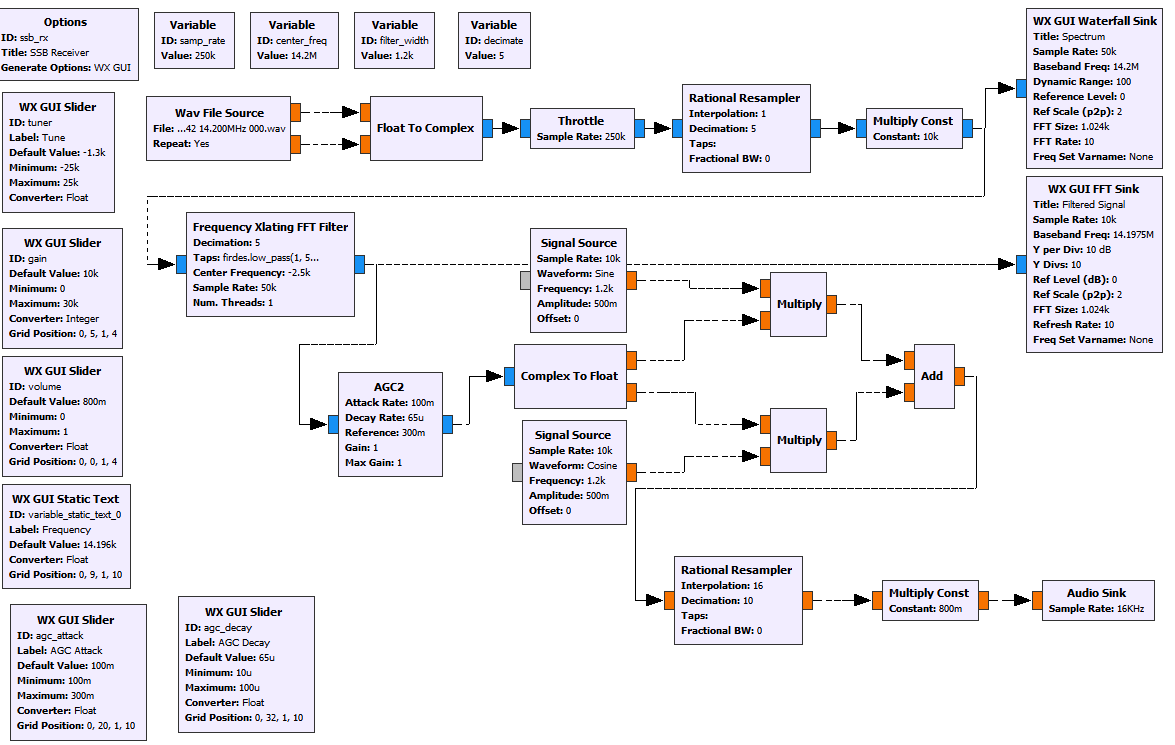 Options
ID: ssb_rx
Title: SSB Receiver
Generate Options: WX GUI
Variable
ID: samp_rate
Value: 250k
Variable
ID: center_freq
Value: 14.2M
Variable
ID: filter_width
Value: 1.2k
Variable
ID: decimate
Value: 5
WX GUI Waterfall Sink
Title: Spectrum
Sample Rate: 50k
Baseband Freq: 14.2M
Dynamic Range: 100
Reference Level: 0
Ref Scale (p2p): 2
FFT Size: 1.024k
FFT Rate: 10
Freq Set Varname: None
WX GUI Slider
ID: tuner
Label: Tune
Default Value: -1.3k
Minimum: -25k
Maximum: 25k
Converter: Float
Wav File Source
File: ...42 14.200MHz 000.wav
Repeat: Yes
Float To Complex
Throttle
Sample Rate: 250k
Rational Resampler
Interpolation: 1
Decimation: 5
Taps:
Fractional BW: 0
Multiply Const
Constant: 10k
WX GUI FFT Sink
Title: Filtered Signal
Sample Rate: 10k
Baseband Freq: 14.1975M
Y per Div: 10 dB
Y Divs: 10
Ref Level (dB): 0
Ref Scale (p2p): 2
FFT Size: 1.024k
Refresh Rate: 10
Freq Set Varname: None
WX GUI Slider
ID: gain
Default Value: 10k
Minimum: 0
Maximum: 30k
Converter: Integer
Grid Position: 0, 5, 1, 4
Frequency Xlating FFT Filter
Decimation: 5
Taps: firdes.low_pass(1, 5...
Center Frequency: -2.5k
Sample Rate: 50k
Num. Threads: 1
Signal Source
Sample Rate: 10k
Waveform: Sine
Frequency: 1.2k
Amplitude: 500m
Offset: 0
Multiply
WX GUI Slider
ID: volume
Default Value: 800m
Minimum: 0
Maximum: 1
Converter: Float
Grid Position: 0, 0, 1, 4
AGC2
Attack Rate: 100m
Decay Rate: 65u
Reference: 300m
Gain: 1
Max Gain: 1
Complex To Float
Add
Signal Source
Sample Rate: 10k
Waveform: Cosine
Frequency: 1.2k
Amplitude: 500m
Offset: 0
Multiply
WX GUI Static Text
ID: variable_static_text_0
Label: Frequency
Default Value: 14.196k
Converter: Float
Grid Position: 0, 9, 1, 10
WX GUI Slider
ID: agc_attack
Label: AGC Attack
Default Value: 100m
Minimum: 100m
Maximum: 300m
Converter: Float
Grid Position: 0, 20, 1, 10
WX GUI Slider
ID: agc_decay
Label: AGC Decay
Default Value: 65u
Minimum: 10u
Maximum: 100u
Converter: Float
Grid Position: 0, 32, 1, 10
Rational Resampler
Interpolation: 16
Decimation: 10
Taps:
Fractional BW: 0
Multiply Const
Constant: 800m
Audio Sink
Sample Rate: 16KHz